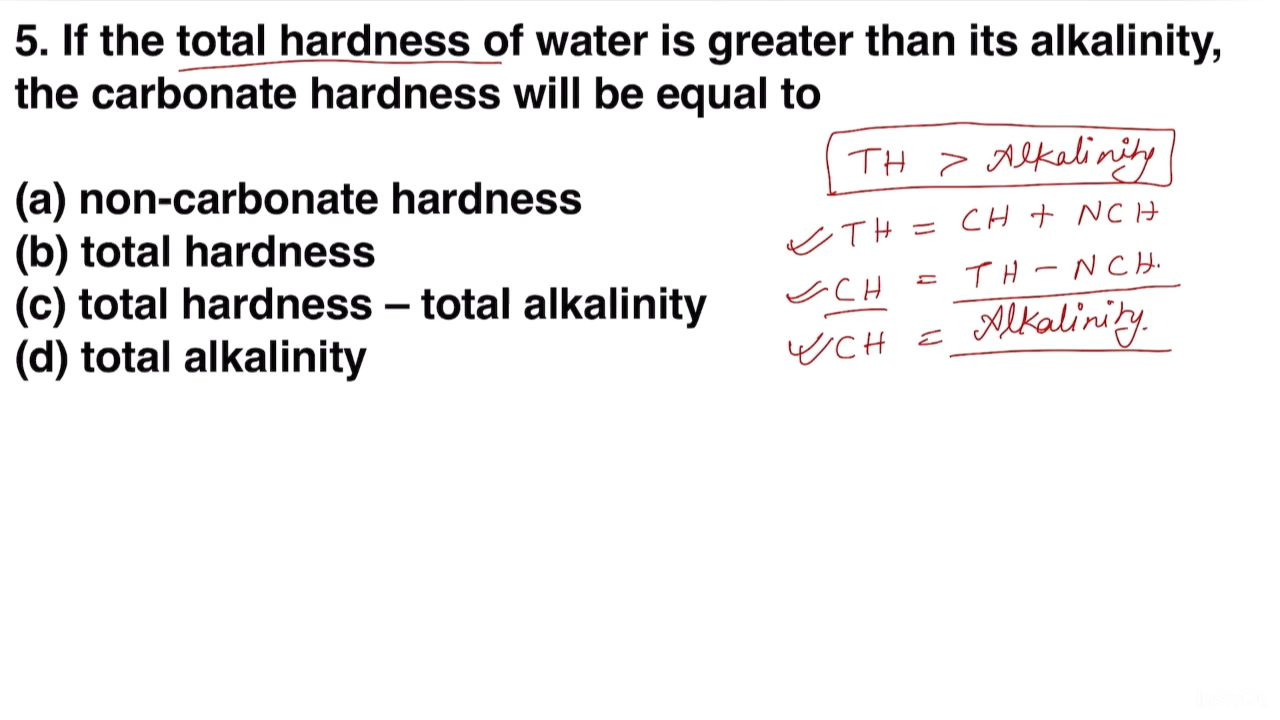 5. If the total hardness of water is greater than its alkalinity,
the carbonate hardness will be equal to
(a) non-carbonate hardness
(b) total hardness
(c) total hardness – total alkalinity
(d) total alkalinity
TH > Alkalinity
TH = CH + NCH
CH = TH - NCH.
CH = Alkalinity.